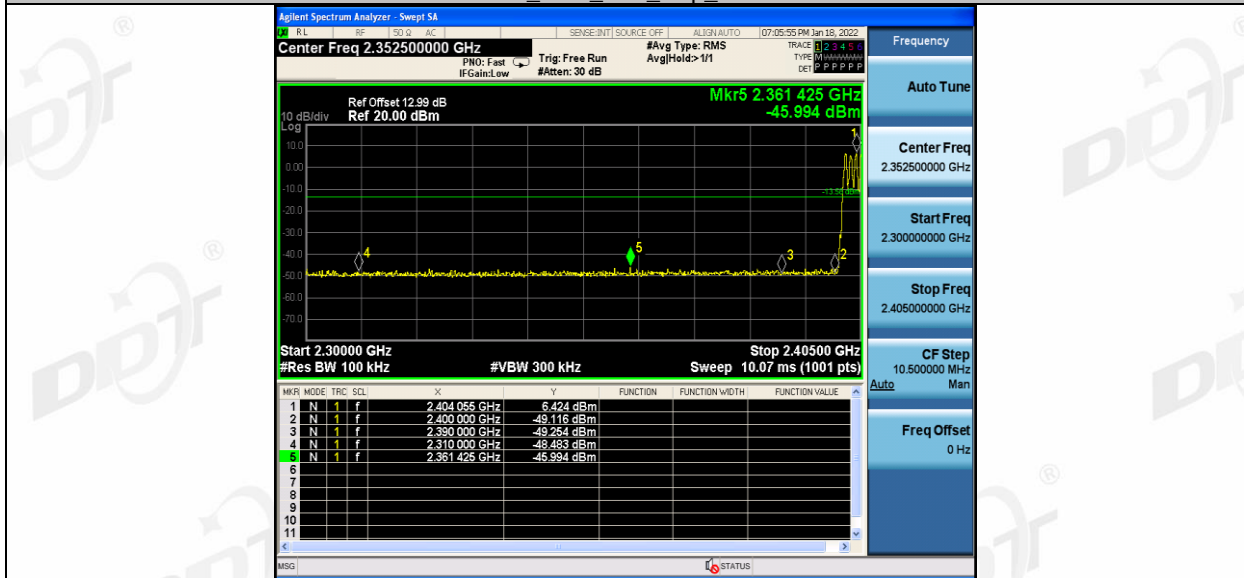 Agilent Spectrum Analyzer - Swept SA
RL RF 50 Ω AC SENSE:INT SOURCE OFF ALIGN AUTO 07:05:55 PM Jan 18, 2022
Center Freq 2.352500000 GHz
PNO: Fast
IFGain:Low
Trig: Free Run
#Atten: 30 dB
#Avg Type: RMS
Avg|Hold:> 1/1
TRACE 1 2 3 4 5 6
TYPE M
DET P P P P P P
Mkr5 2.361 425 GHz
-45.994 dBm
Ref Offset 12.99 dB
10 dB/div Ref 20.00 dBm
Log
10.0
0.00
-10.0
-20.0
-30.0
-40.0
-50.0
-60.0
-70.0
1
2
3
4
5
Start 2.30000 GHz Stop 2.40500 GHz
#Res BW 100 kHz #VBW 300 kHz Sweep 10.07 ms (1001 pts)
MKR MODE TRC SCL X Y FUNCTION FUNCTION WIDTH FUNCTION VALUE
1 N 1 f 2.404 055 GHz 6.424 dBm
2 N 1 f 2.400 000 GHz -49.116 dBm
3 N 1 f 2.390 000 GHz -49.254 dBm
4 N 1 f 2.310 000 GHz -48.483 dBm
5 N 1 f 2.361 425 GHz -45.994 dBm
6
7
8
9
10
11
MSG STATUS
Frequency
Auto Tune
Center Freq
2.352500000 GHz
Start Freq
2.300000000 GHz
Stop Freq
2.405000000 GHz
CF Step
10.500000 MHz
Auto Man
Freq Offset
0 Hz
DDT
®